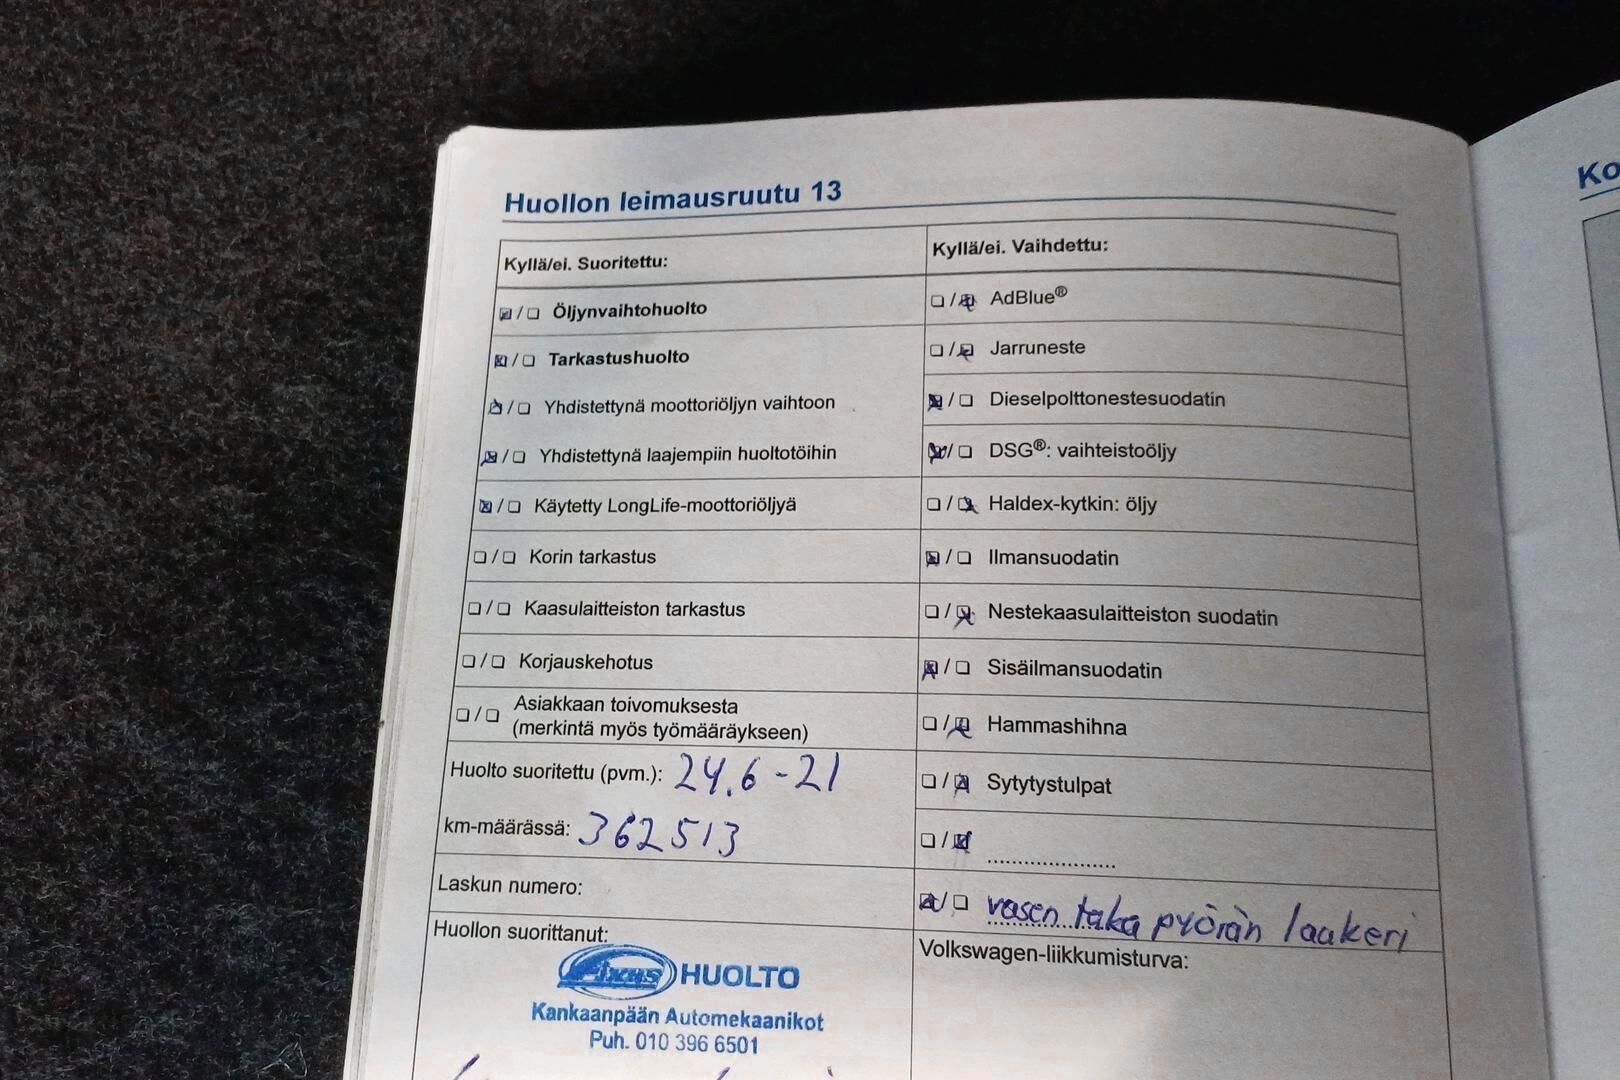 Huollon leimausruutu 13
Kyllä/ei. Suoritettu:
Öljynvaihtohuolto
Tarkastushuolto
Yhdistettynä moottoriöljyn vaihtoon
Yhdistettynä laajempiin huoltotöihin
Käytetty LongLife-moottoriöljyä
Korin tarkastus
Kaasulaitteiston tarkastus
Korjauskehotus
Asiakkaan toivomuksesta
(merkintä myös työmääräykseen)
Huolto suoritettu (pvm.): 24.6-21
km-määrässä: 362513
Laskun numero:
Huollon suorittanut:
Fixus HUOLTO
Kankaanpään Automekaanikot
Puh. 010 396 6501
Kyllä/ei. Vaihdettu:
AdBlue®
Jarruneste
Dieselpolttonestesuodatin
DSG®: vaihteistoöljy
Haldex-kytkin: öljy
Ilmansuodatin
Nestekaasulaitteiston suodatin
Sisäilmansuodatin
Hammashihna
Sytytystulpat
vasen taka pyörän laakeri
Volkswagen-liikkumisturva:
Ko